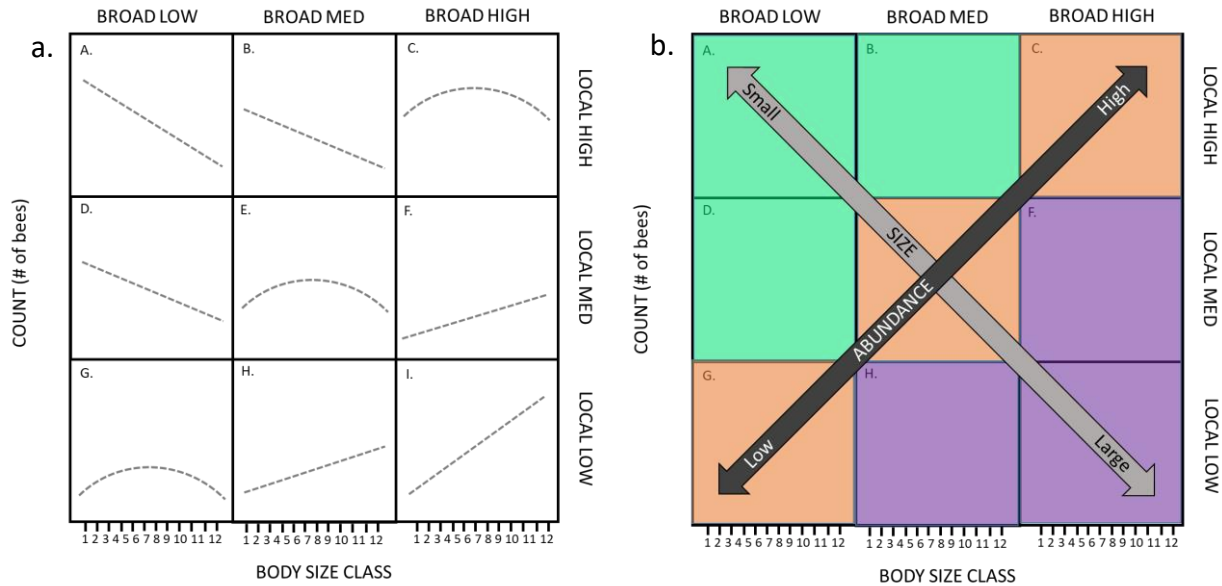 a.
BROAD LOW BROAD MED BROAD HIGH
A. B. C.
LOCAL HIGH
D. E. F.
LOCAL MED
G. H. I.
LOCAL LOW
COUNT (# of bees)
1 2 3 4 5 6 7 8 9 10 11 12 1 2 3 4 5 6 7 8 9 10 11 12 1 2 3 4 5 6 7 8 9 10 11 12
BODY SIZE CLASS
b.
BROAD LOW BROAD MED BROAD HIGH
A. B. C.
Small High
LOCAL HIGH
D. F.
SIZE
ABUNDANCE
LOCAL MED
G. H.
Low Large
LOCAL LOW
COUNT (# of bees)
1 2 3 4 5 6 7 8 9 10 11 12 1 2 3 4 5 6 7 8 9 10 11 12 1 2 3 4 5 6 7 8 9 10 11 12
BODY SIZE CLASS